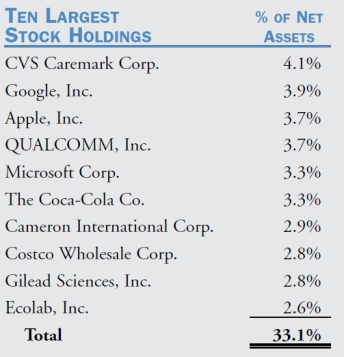 TEN LARGEST % OF NET
STOCK HOLDINGS ASSETS
CVS Caremark Corp. 4.1%
Google, Inc. 3.9%
Apple, Inc. 3.7%
QUALCOMM, Inc. 3.7%
Microsoft Corp. 3.3%
The Coca-Cola Co. 3.3%
Cameron International Corp. 2.9%
Costco Wholesale Corp. 2.8%
Gilead Sciences, Inc. 2.8%
Ecolab, Inc. 2.6%
Total 33.1%